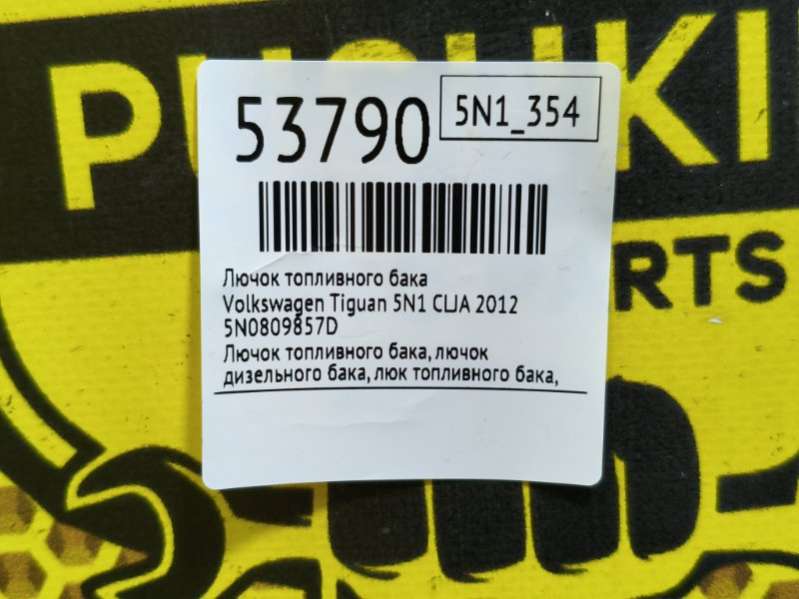 53790
5N1_354
Лючок топливного бака
Volkswagen Tiguan 5N1 CLJA 2012
5N0809857D
Лючок топливного бака, лючок
дизельного бака, люк топливного бака,